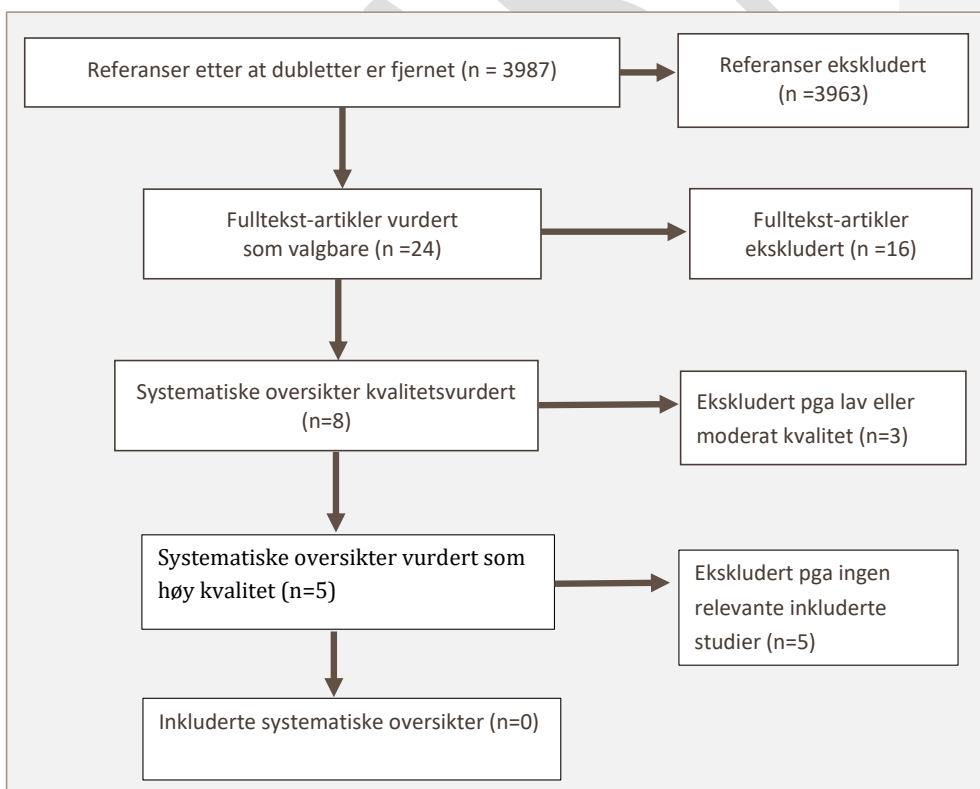 Referanser etter at dubletter er fjernet (n = 3987)
Referanser ekskludert
(n =3963)
Fulltekst-artikler vurdert
som valgbare (n =24)
Fulltekst-artikler
ekskludert (n =16)
Systematiske oversikter kvalitetsvurdert
(n=8)
Ekskludert pga lav eller
moderat kvalitet (n=3)
Systematiske oversikter vurdert som
høy kvalitet (n=5)
Ekskludert pga ingen
relevante inkluderte
studier (n=5)
Inkluderte systematiske oversikter (n=0)